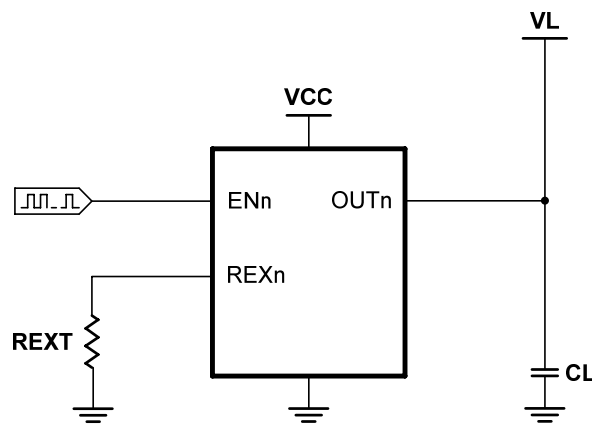 VL
VCC
ENn OUTn
REXn
REXT
CL